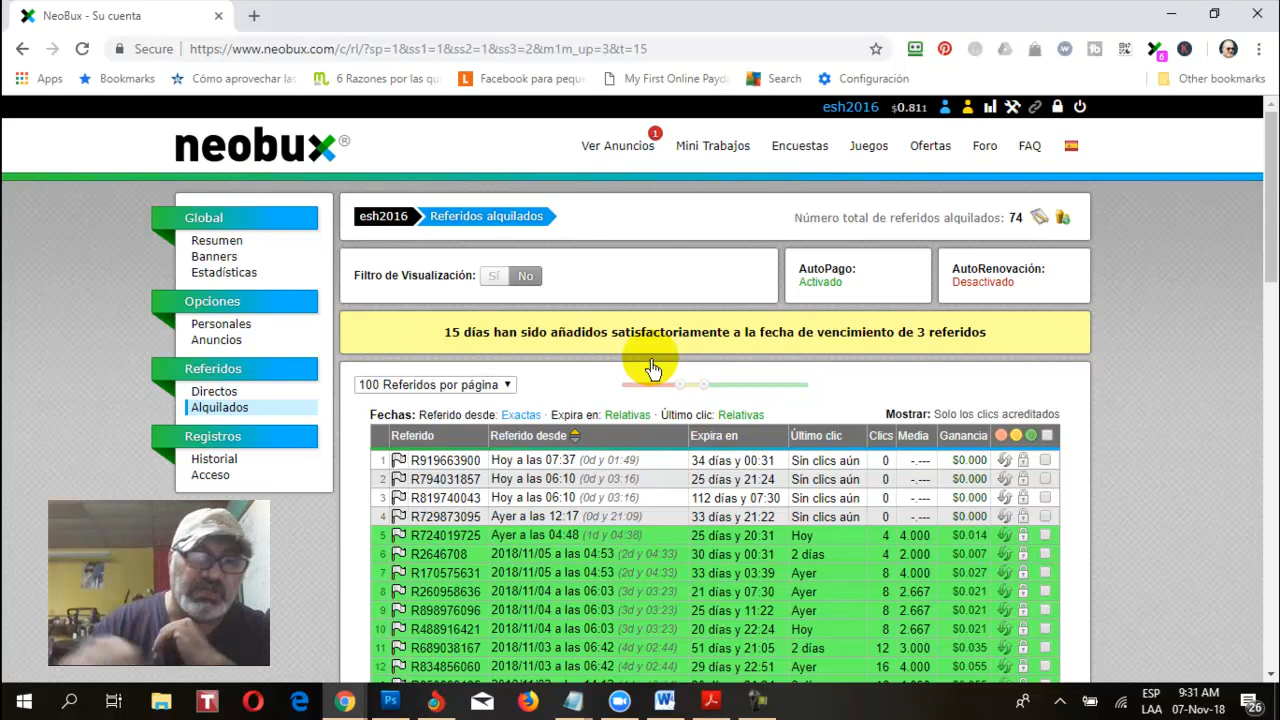 NeoBux - Su cuenta
Secure | https://www.neobux.com/c/rl/?sp=1&ss1=1&ss2=1&ss3=2&m1m_up=3&t=15
6
Apps Bookmarks Cómo aprovechar las 6 Razones por las qu Facebook para peque My First Online Payda Search Configuración Other bookmarks
esh2016 $0.811
neobux®
1
Ver Anuncios Mini Trabajos Encuestas Juegos Ofertas Foro FAQ
Global
Resumen
Banners
Estadísticas
Opciones
Personales
Anuncios
Referidos
Directos
Alquilados
Registros
Historial
Acceso
esh2016 Referidos alquilados
Número total de referidos alquilados: 74
Filtro de Visualización: Sí No
AutoPago:
Activado
AutoRenovación:
Desactivado
15 días han sido añadidos satisfactoriamente a la fecha de vencimiento de 3 referidos
100 Referidos por página
Fechas: Referido desde: Exactas · Expira en: Relativas · Último clic: Relativas
Mostrar: Solo los clics acreditados
Referido Referido desde Expira en Último clic Clics Media Ganancia
1 R919663900 Hoy a las 07:37 (0d y 01:49) 34 días y 00:31 Sin clics aún 0 -.--- $0.000
2 R794031857 Hoy a las 06:10 (0d y 03:16) 25 días y 21:24 Sin clics aún 0 -.--- $0.000
3 R819740043 Hoy a las 06:10 (0d y 03:16) 112 días y 07:30 Sin clics aún 0 -.--- $0.000
4 R729873095 Ayer a las 12:17 (0d y 21:09) 33 días y 21:22 Sin clics aún 0 -.--- $0.000
5 R724019725 Ayer a las 04:48 (1d y 04:38) 25 días y 20:31 Hoy 4 4.000 $0.014
6 R2646708 2018/11/05 a las 04:53 (2d y 04:33) 30 días y 00:31 2 días 4 2.000 $0.007
7 R170575631 2018/11/05 a las 04:53 (2d y 04:33) 33 días y 03:39 Ayer 8 4.000 $0.027
8 R260958636 2018/11/04 a las 06:03 (3d y 03:23) 21 días y 07:30 Ayer 8 2.667 $0.021
9 R898976096 2018/11/04 a las 06:03 (3d y 03:23) 25 días y 11:22 Ayer 8 2.667 $0.021
10 R488916421 2018/11/04 a las 06:03 (3d y 03:23) 20 días y 22:24 Hoy 8 2.667 $0.021
11 R689038167 2018/11/03 a las 06:42 (4d y 02:44) 51 días y 21:05 2 días 12 3.000 $0.035
12 R834856060 2018/11/03 a las 06:42 (4d y 02:44) 29 días y 22:51 Ayer 16 4.000 $0.055
ESP
LAA
9:31 AM
07-Nov-18
26